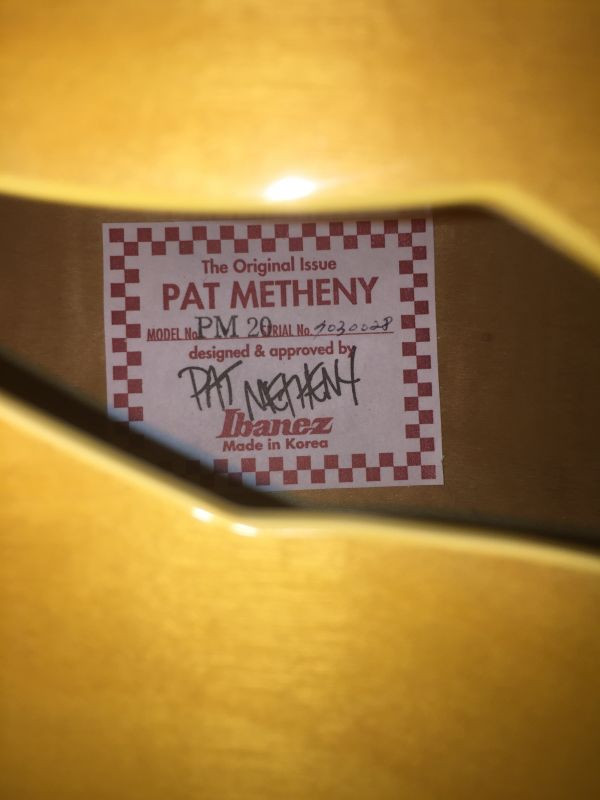 The Original Issue
PAT METHENY
MODEL No. PM 20 SERIAL No. 7030028
designed & approved by
PAT METHENY
Ibanez
Made in Korea